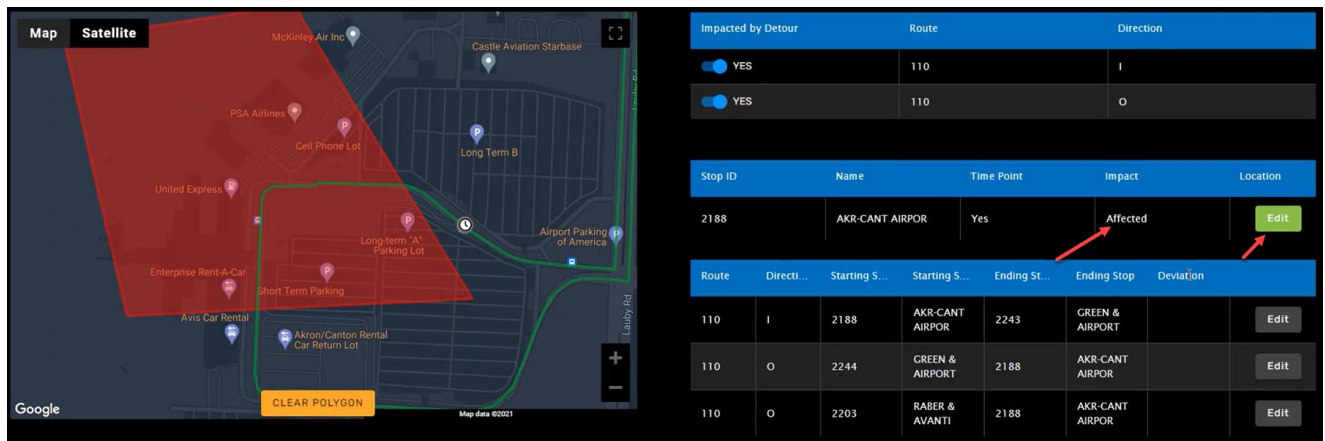 Map Satellite
McKinley Air Inc
Castle Aviation Starbase
Lauby Rd
PSA Airlines
P
Cell Phone Lot
P
Long Term B
United Express
P
Long-term "A"
Parking Lot
Airport Parking
of America
P
Enterprise Rent-A-Car
P
Short Term Parking
Avis Car Rental
Akron/Canton Rental
Car Return Lot
Lauby Rd
+
−
CLEAR POLYGON
Google
Map data ©2021
Impacted by Detour Route Direction
YES 110 I
YES 110 O
Stop ID Name Time Point Impact Location
2188 AKR-CANT AIRPOR Yes Affected Edit
Route Directi... Starting S... Starting S... Ending St... Ending Stop Deviation
110 I 2188 AKR-CANT AIRPOR 2243 GREEN & AIRPORT Edit
110 O 2244 GREEN & AIRPORT 2188 AKR-CANT AIRPOR Edit
110 O 2203 RABER & AVANTI 2188 AKR-CANT AIRPOR Edit